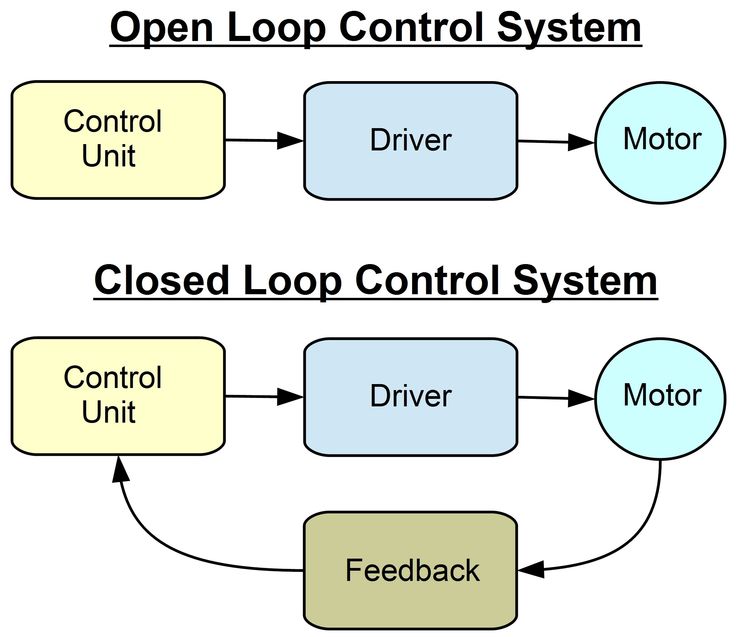 Open Loop Control System
Control
Unit
Driver
Motor
Closed Loop Control System
Control
Unit
Driver
Motor
Feedback